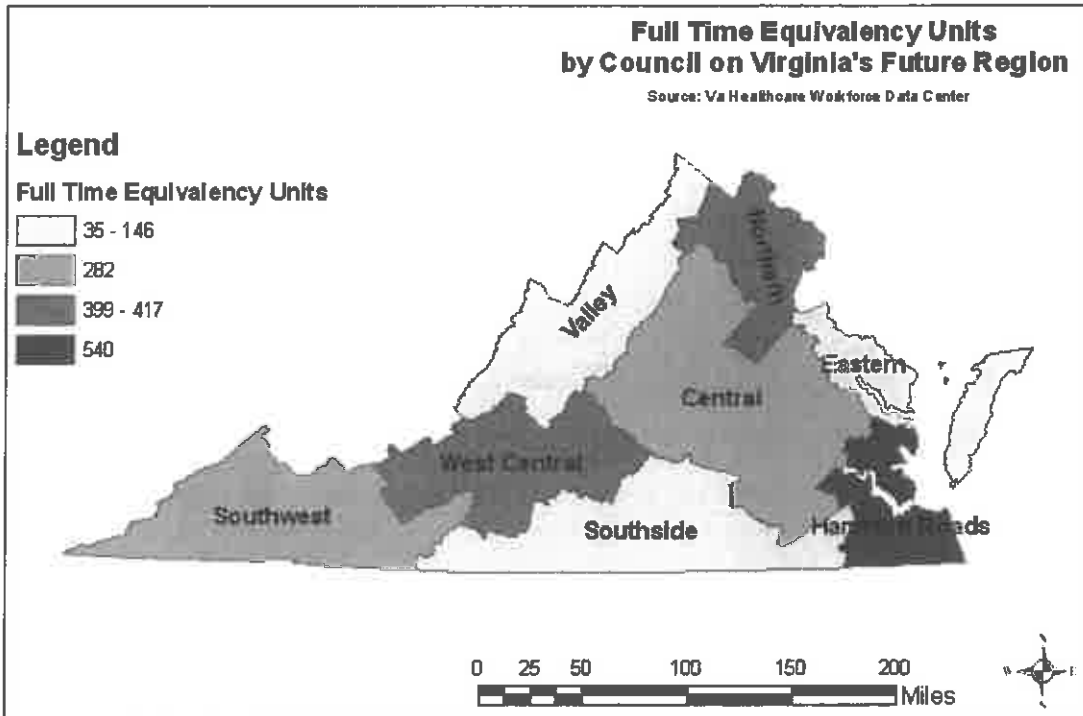 Full Time Equivalency Units
by Council on Virginia's Future Region
Source: Va Healthcare Workforce Data Center
Legend
Full Time Equivalency Units
35 - 146
282
399 - 417
540
Northern
Valley
Eastern
Central
West Central
Southwest
Southside
Hampton Roads
0 25 50 100 150 200
Miles
W E